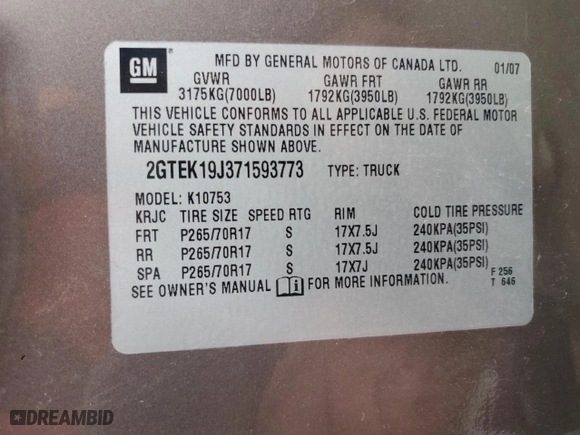 GM
MFD BY GENERAL MOTORS OF CANADA LTD. 01/07
GVWR GAWR FRT GAWR RR
3175KG(7000LB) 1792KG(3950LB) 1792KG(3950LB)
THIS VEHICLE CONFORMS TO ALL APPLICABLE U.S. FEDERAL MOTOR
VEHICLE SAFETY STANDARDS IN EFFECT ON THE DATE OF
MANUFACTURE SHOWN ABOVE.
2GTEK19J371593773 TYPE: TRUCK
MODEL: K10753
KRJC TIRE SIZE SPEED RTG RIM COLD TIRE PRESSURE
FRT P265/70R17 S 17X7.5J 240KPA(35PSI)
RR P265/70R17 S 17X7.5J 240KPA(35PSI)
SPA P265/70R17 S 17X7J 240KPA(35PSI)
SEE OWNER'S MANUAL i FOR MORE INFORMATION.
F 256
T 646
DREAMBID